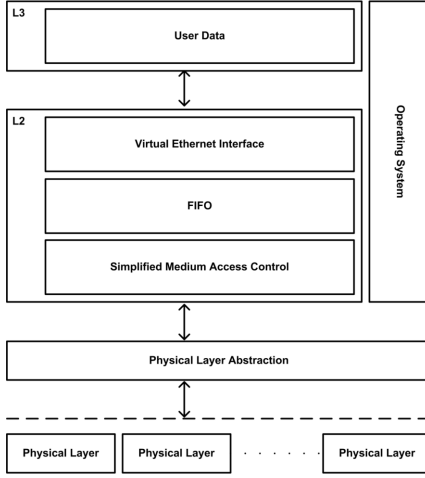 L3
User Data
Operating System
L2
Virtual Ethernet Interface
FIFO
Simplified Medium Access Control
Physical Layer Abstraction
Physical Layer
Physical Layer
. . . . . .
Physical Layer